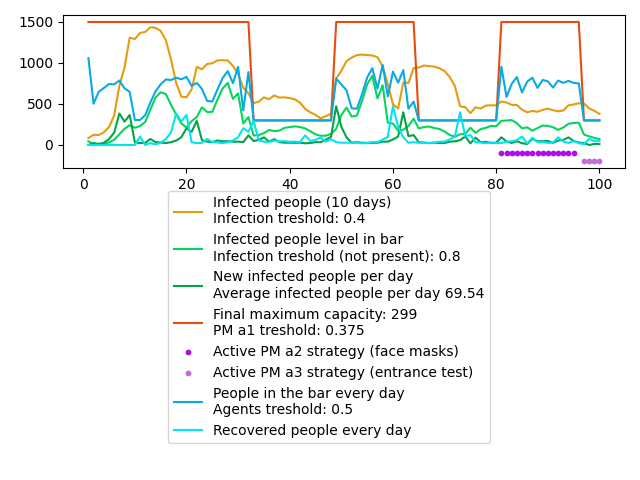 1500
1000
500
0
0 20 40 60 80 100
Infected people (10 days)
Infection treshold: 0.4
Infected people level in bar
Infection treshold (not present): 0.8
New infected people per day
Average infected people per day 69.54
Final maximum capacity: 299
PM a1 treshold: 0.375
Active PM a2 strategy (face masks)
Active PM a3 strategy (entrance test)
People in the bar every day
Agents treshold: 0.5
Recovered people every day